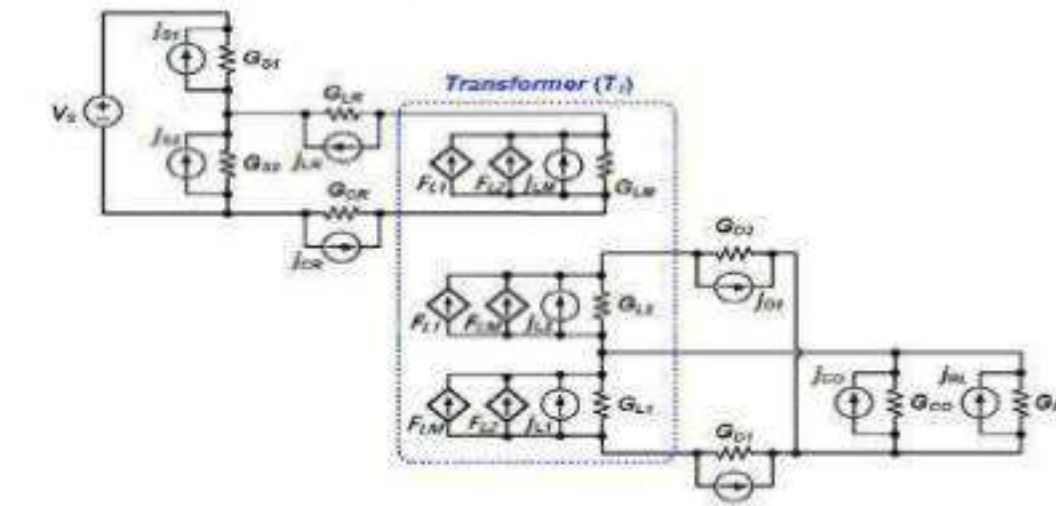 jS1
GS1
Transformer (T1)
GLR
VS
jS2
GS2
jLR
FL1 FL2 jLM
GLM
GCR
jCR
GD2
FL1 FLM jL2
GL2
jD2
jCO
jRL
GL1
GCO
FLM FL2 jL1
GD1